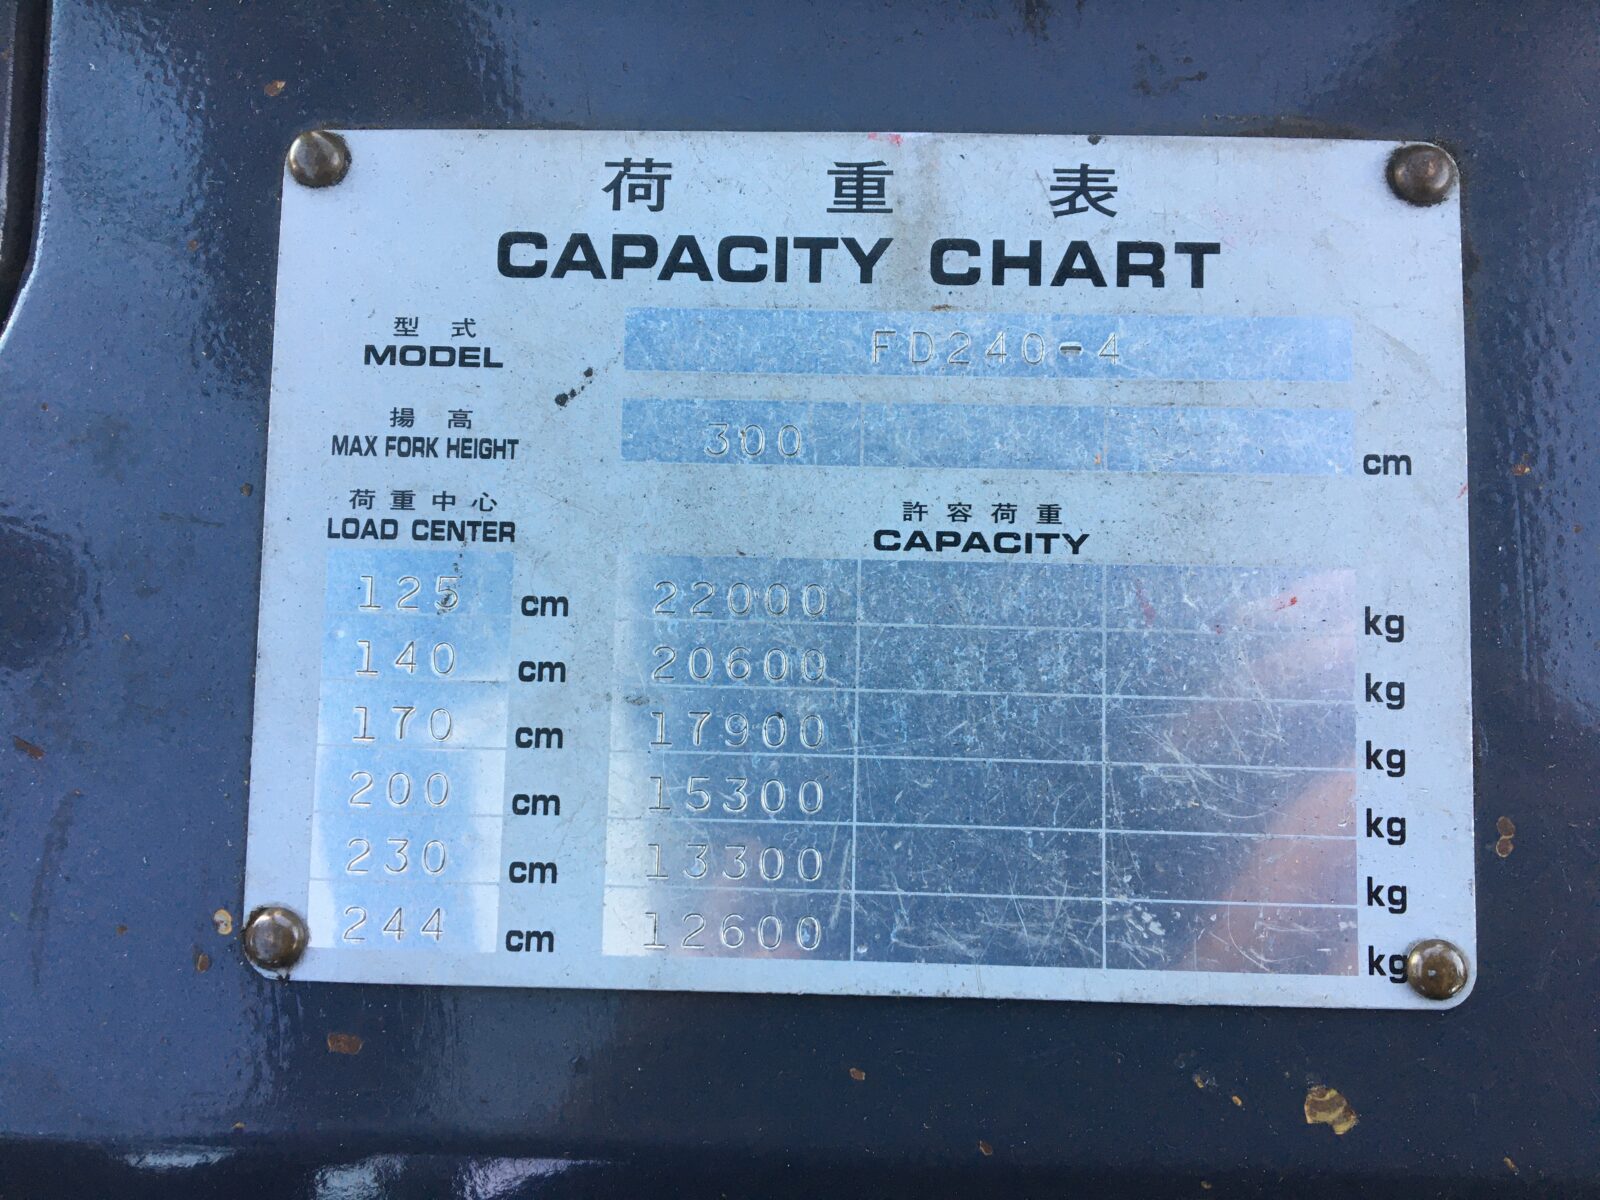 荷重表
CAPACITY CHART
型式
MODEL FD240-4
揚高
MAX FORK HEIGHT 300 cm
荷重中心 許容荷重
LOAD CENTER CAPACITY
125 cm 22000 kg
140 cm 20600 kg
170 cm 17900 kg
200 cm 15300 kg
230 cm 13300 kg
244 cm 12600 kg